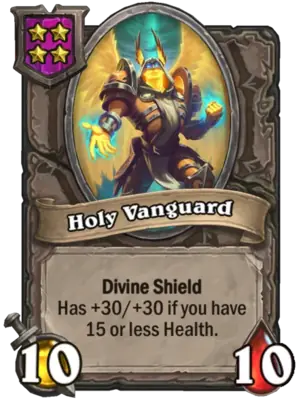 Holy Vanguard
Divine Shield
Has +30/+30 if you have
15 or less Health.
10
10